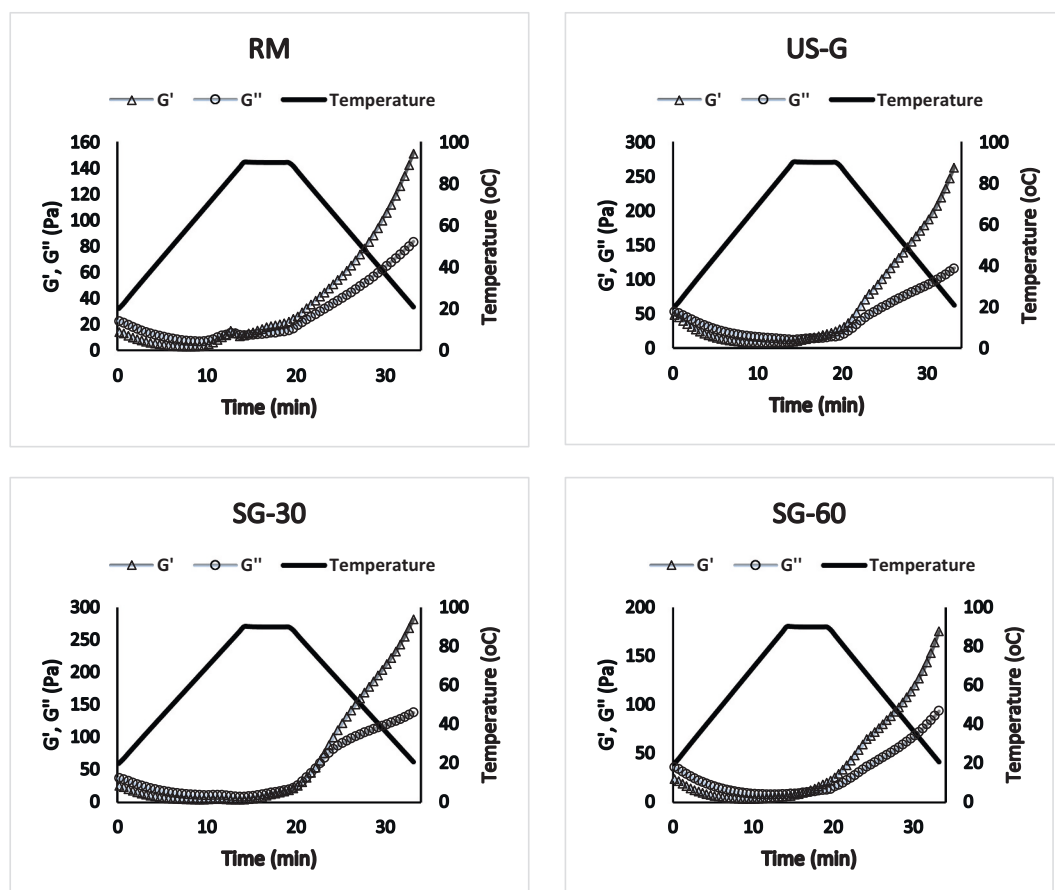 RM
G' G'' Temperature
160 100
140
120 80
100 60
80
60 40
40 20
20
0 0
0 10 20 30
G', G'' (Pa)
Temperature (oC)
Time (min)
US-G
G' G'' Temperature
300 100
250 80
200 60
150
100 40
50 20
0 0
0 10 20 30
G', G'' (Pa)
Temperature (oC)
Time (min)
SG-30
G' G'' Temperature
300 100
250 80
200 60
150
100 40
50 20
0 0
0 10 20 30
G', G'' (Pa)
Temperature (oC)
Time (min)
SG-60
G' G'' Temperature
200 100
150 80
100 60
50 40
20
0 0
0 10 20 30
G', G'' (Pa)
Temperature (oC)
Time (min)